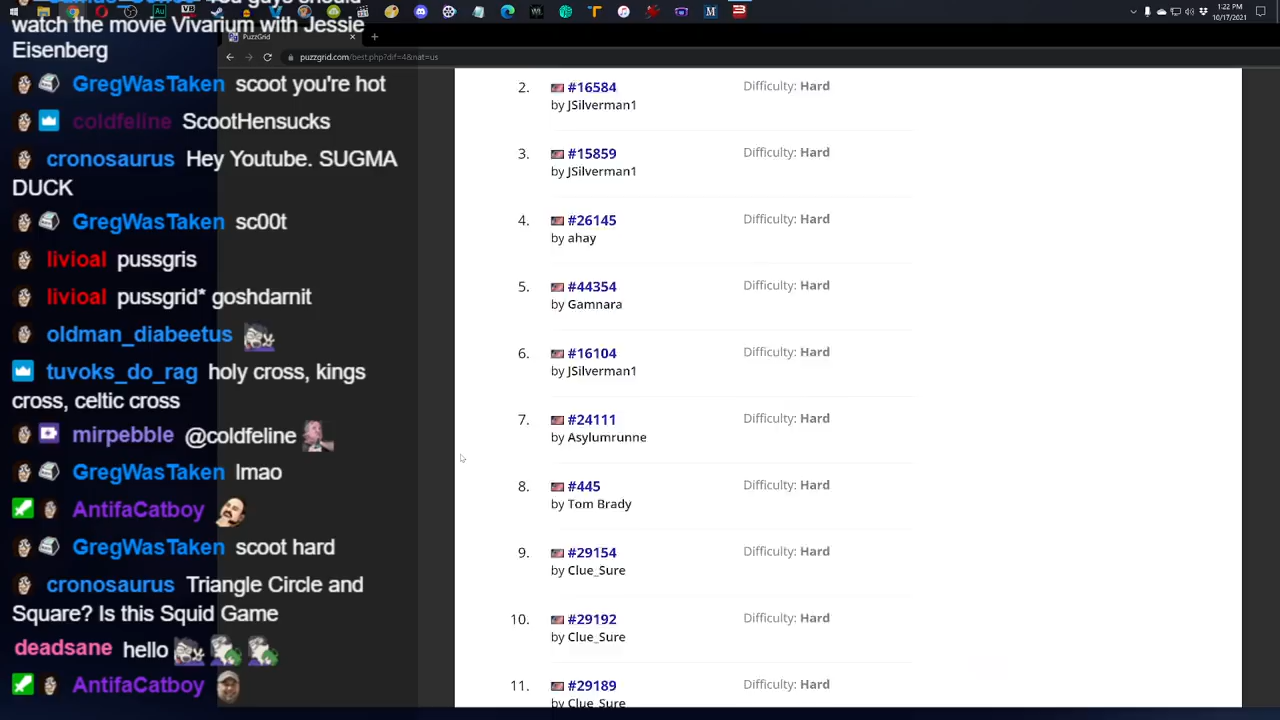 watch the movie Vivarium with Jessie
Eisenberg
GregWasTaken scoot you're hot
coldfeline ScootHensucks
cronosaurus Hey Youtube. SUGMA
DUCK
GregWasTaken sc00t
livioal pussgris
livioal pussgrid* goshdarnit
oldman_diabeetus
tuvoks_do_rag holy cross, kings
cross, celtic cross
mirpebble @coldfeline
GregWasTaken lmao
AntifaCatboy
GregWasTaken scoot hard
cronosaurus Triangle Circle and
Square? Is this Squid Game
deadsane hello
AntifaCatboy
1:22 PM
10/17/2021
PuzzGrid
puzzgrid.com/best.php?dif=4&nat=us
2. #16584 Difficulty: Hard
by JSilverman1
3. #15859 Difficulty: Hard
by JSilverman1
4. #26145 Difficulty: Hard
by ahay
5. #44354 Difficulty: Hard
by Gamnara
6. #16104 Difficulty: Hard
by JSilverman1
7. #24111 Difficulty: Hard
by Asylumrunne
8. #445 Difficulty: Hard
by Tom Brady
9. #29154 Difficulty: Hard
by Clue_Sure
10. #29192 Difficulty: Hard
by Clue_Sure
11. #29189 Difficulty: Hard
by Clue_Sure